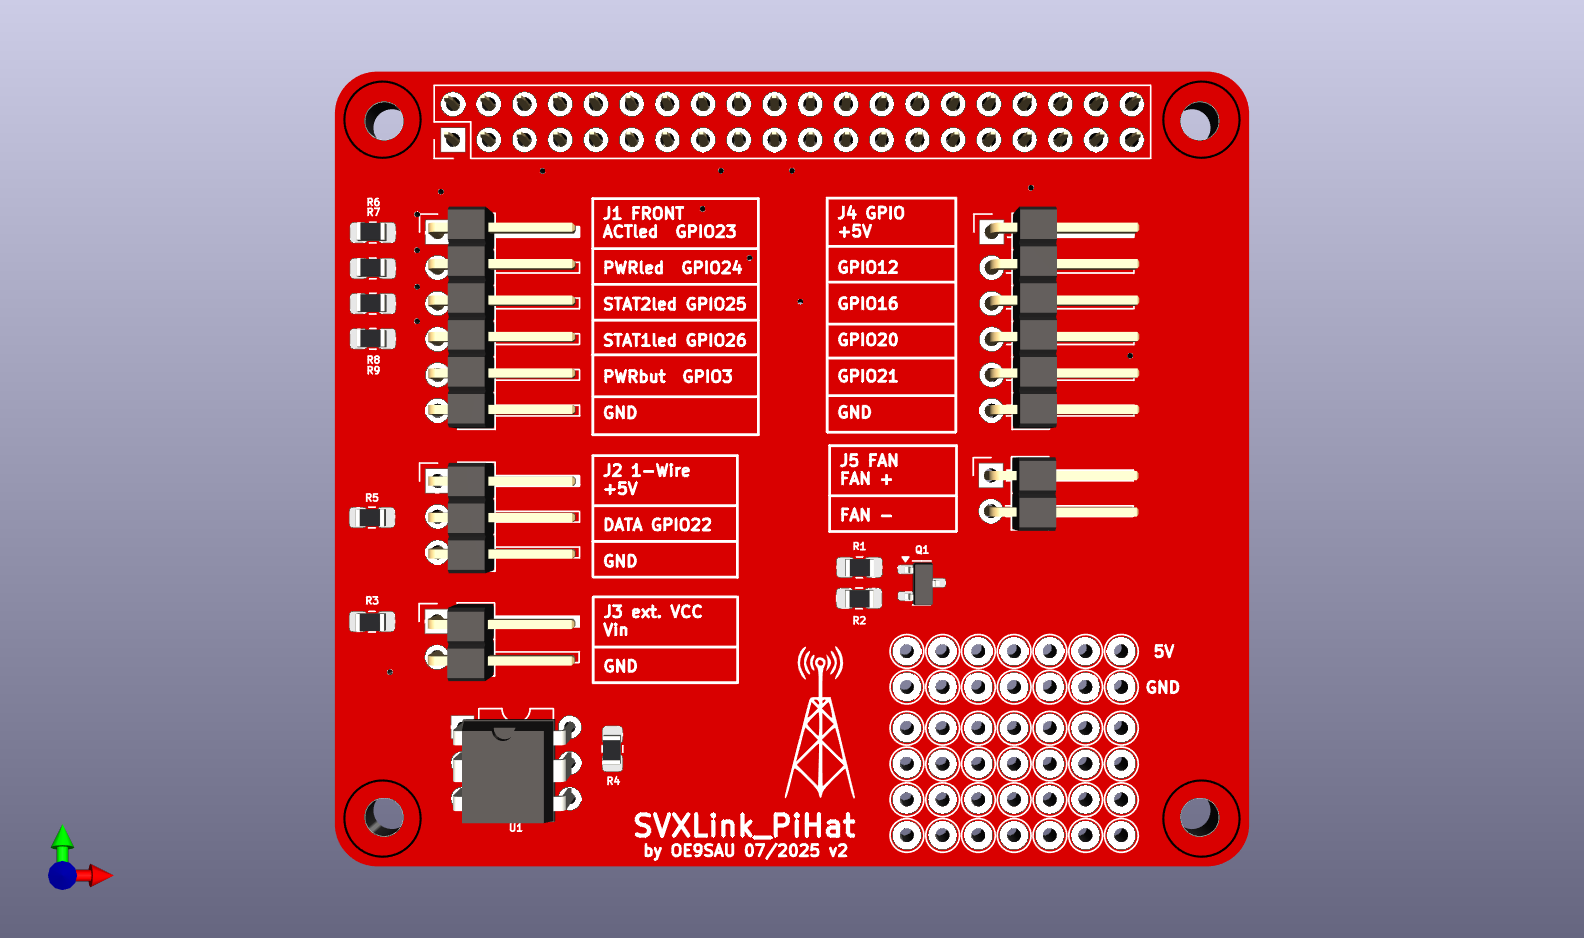 R6
R7
R8
R9
J1 FRONT
ACTled GPIO23
PWRled GPIO24
STAT2led GPIO25
STAT1led GPIO26
PWRbut GPIO3
GND
J4 GPIO
+5V
GPIO12
GPIO16
GPIO20
GPIO21
GND
R5
J2 1-Wire
+5V
DATA GPIO22
GND
J5 FAN
FAN +
FAN -
R1
Q1
R2
R3
J3 ext. VCC
Vin
GND
5V
GND
R4
U1
SVXLink_PiHat
by OE9SAU 07/2025 v2